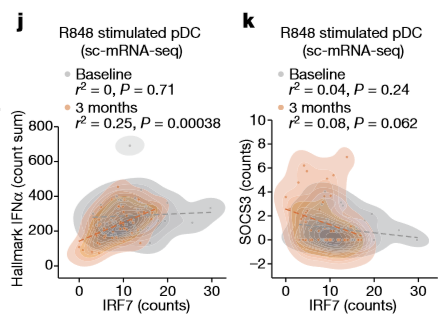 j
R848 stimulated pDC
(sc-mRNA-seq)
Baseline
r² = 0, P = 0.71
3 months
r² = 0.25, P = 0.00038
Hallmark IFNα (count sum)
800
600
400
200
0
0 10 20 30
IRF7 (counts)
k
R848 stimulated pDC
(sc-mRNA-seq)
Baseline
r² = 0.04, P = 0.24
3 months
r² = 0.08, P = 0.062
SOCS3 (counts)
10
8
6
4
2
0
−2
0 10 20 30
IRF7 (counts)